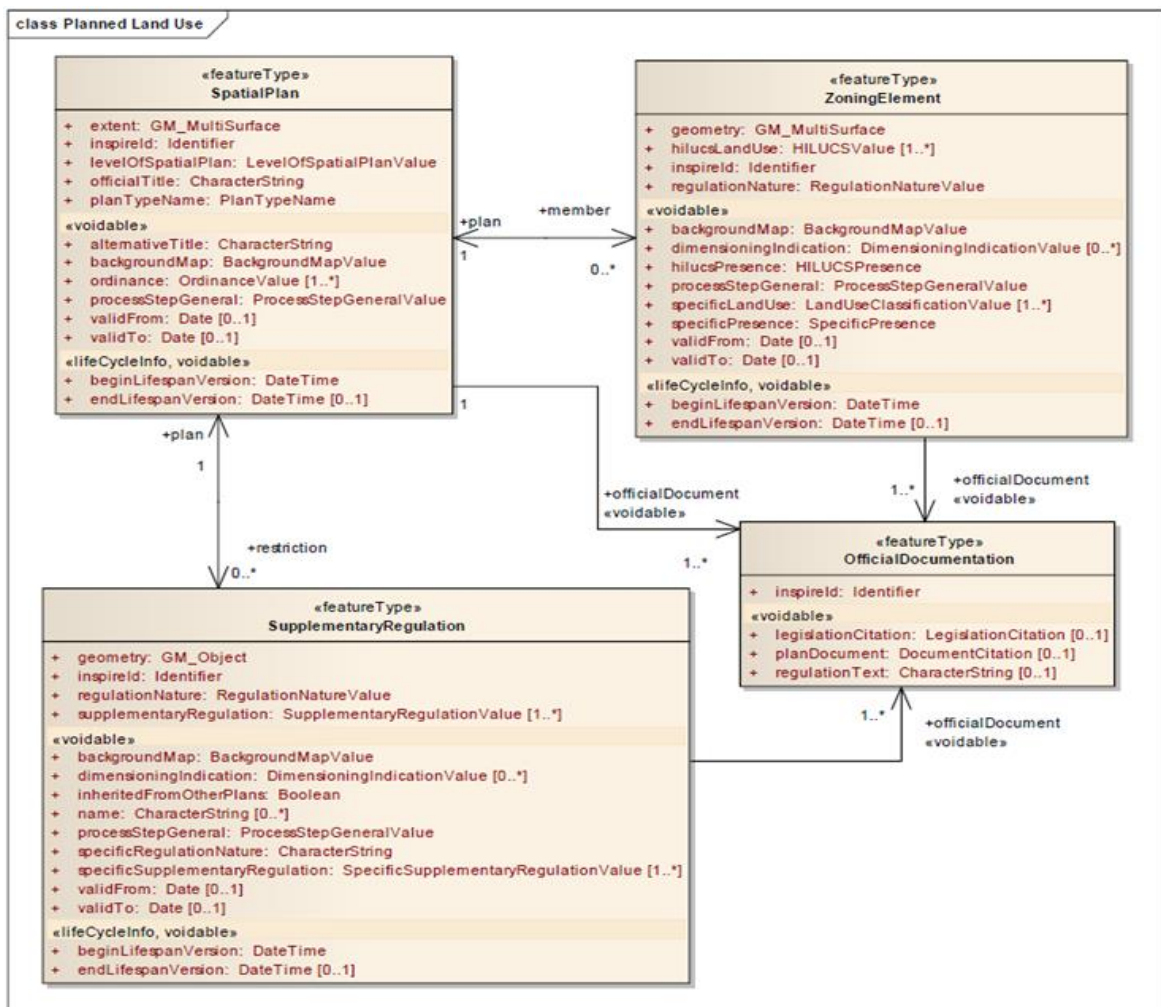 class Planned Land Use
«featureType»
SpatialPlan
+ extent: GM_MultiSurface
+ inspireId: Identifier
+ levelOfSpatialPlan: LevelOfSpatialPlanValue
+ officialTitle: CharacterString
+ planTypeName: PlanTypeName
«voidable»
+ alternativeTitle: CharacterString
+ backgroundMap: BackgroundMapValue
+ ordinance: OrdinanceValue [1..*]
+ processStepGeneral: ProcessStepGeneralValue
+ validFrom: Date [0..1]
+ validTo: Date [0..1]
«lifeCycleInfo, voidable»
+ beginLifespanVersion: DateTime
+ endLifespanVersion: DateTime [0..1]
+plan
1
+member
0..*
«featureType»
ZoningElement
+ geometry: GM_MultiSurface
+ hilucsLandUse: HILUCSValue [1..*]
+ inspireId: Identifier
+ regulationNature: RegulationNatureValue
«voidable»
+ backgroundMap: BackgroundMapValue
+ dimensioningIndication: DimensioningIndicationValue [0..*]
+ hilucsPresence: HILUCSPresence
+ processStepGeneral: ProcessStepGeneralValue
+ specificLandUse: LandUseClassificationValue [1..*]
+ specificPresence: SpecificPresence
+ validFrom: Date [0..1]
+ validTo: Date [0..1]
«lifeCycleInfo, voidable»
+ beginLifespanVersion: DateTime
+ endLifespanVersion: DateTime [0..1]
+plan
1
1
+officialDocument
«voidable»
1..*
+officialDocument
1..*
«voidable»
+restriction
0..*
«featureType»
OfficialDocumentation
+ inspireId: Identifier
«voidable»
+ legislationCitation: LegislationCitation [0..1]
+ planDocument: DocumentCitation [0..1]
+ regulationText: CharacterString [0..1]
«featureType»
SupplementaryRegulation
+ geometry: GM_Object
+ inspireId: Identifier
+ regulationNature: RegulationNatureValue
+ supplementaryRegulation: SupplementaryRegulationValue [1..*]
«voidable»
+ backgroundMap: BackgroundMapValue
+ dimensioningIndication: DimensioningIndicationValue [0..*]
+ inheritedFromOtherPlans: Boolean
+ name: CharacterString [0..*]
+ processStepGeneral: ProcessStepGeneralValue
+ specificRegulationNature: CharacterString
+ specificSupplementaryRegulation: SpecificSupplementaryRegulationValue [1..*]
+ validFrom: Date [0..1]
+ validTo: Date [0..1]
«lifeCycleInfo, voidable»
+ beginLifespanVersion: DateTime
+ endLifespanVersion: DateTime [0..1]
1..*
+officialDocument
«voidable»